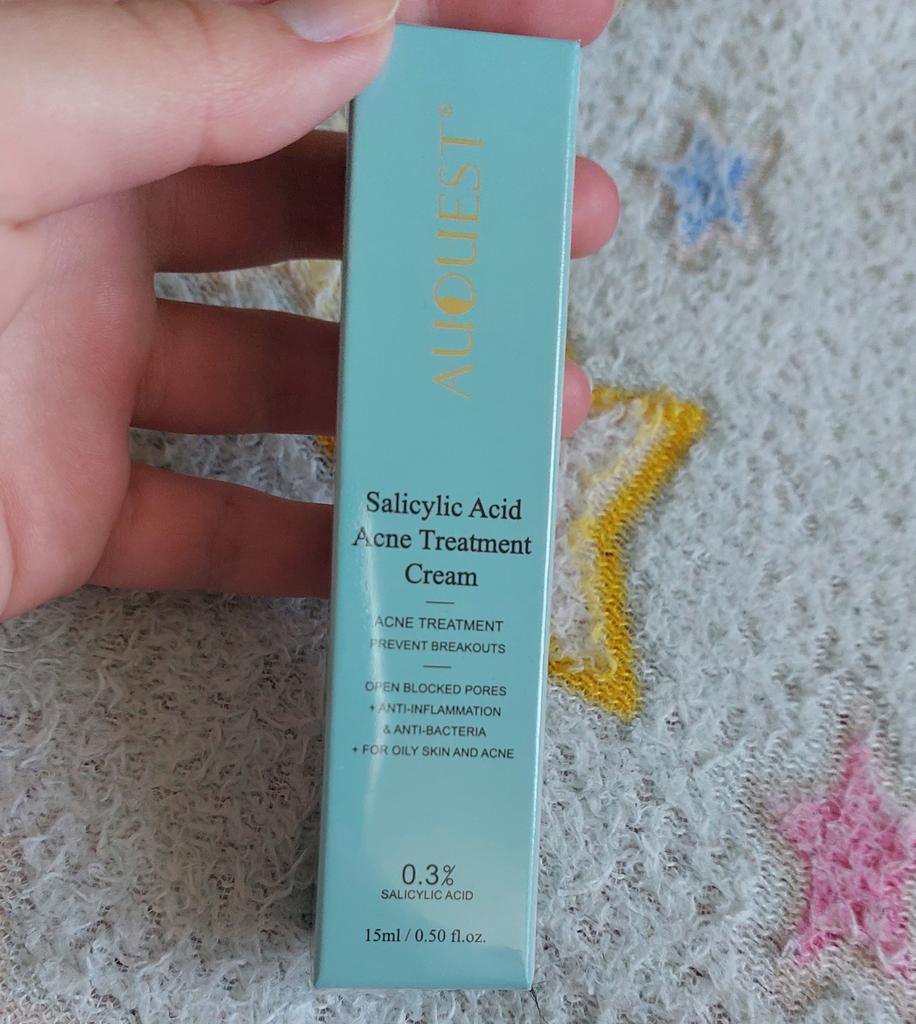 AUQUEST®
Salicylic Acid
Acne Treatment
Cream
ACNE TREATMENT
PREVENT BREAKOUTS
OPEN BLOCKED PORES
+ ANTI-INFLAMMATION
& ANTI-BACTERIA
+ FOR OILY SKIN AND ACNE
0.3%
SALICYLIC ACID
15ml / 0.50 fl.oz.